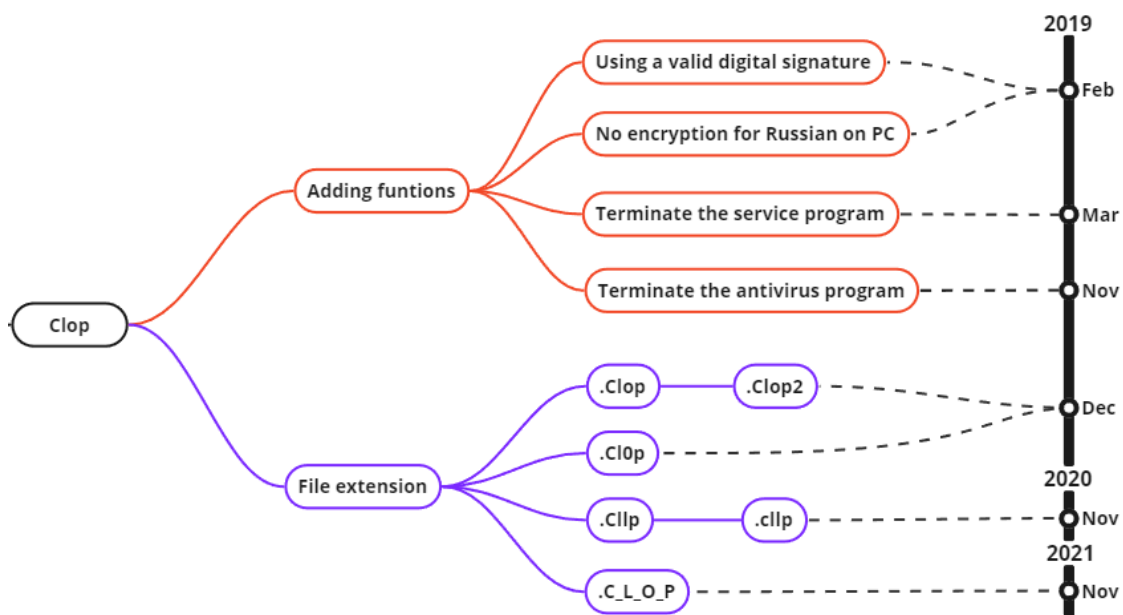 2019
Using a valid digital signature
Feb
No encryption for Russian on PC
Adding funtions
Terminate the service program
Mar
Terminate the antivirus program
Nov
Clop
.Clop
.Clop2
Dec
.Cl0p
File extension
2020
.Cllp
.cllp
Nov
2021
.C_L_O_P
Nov